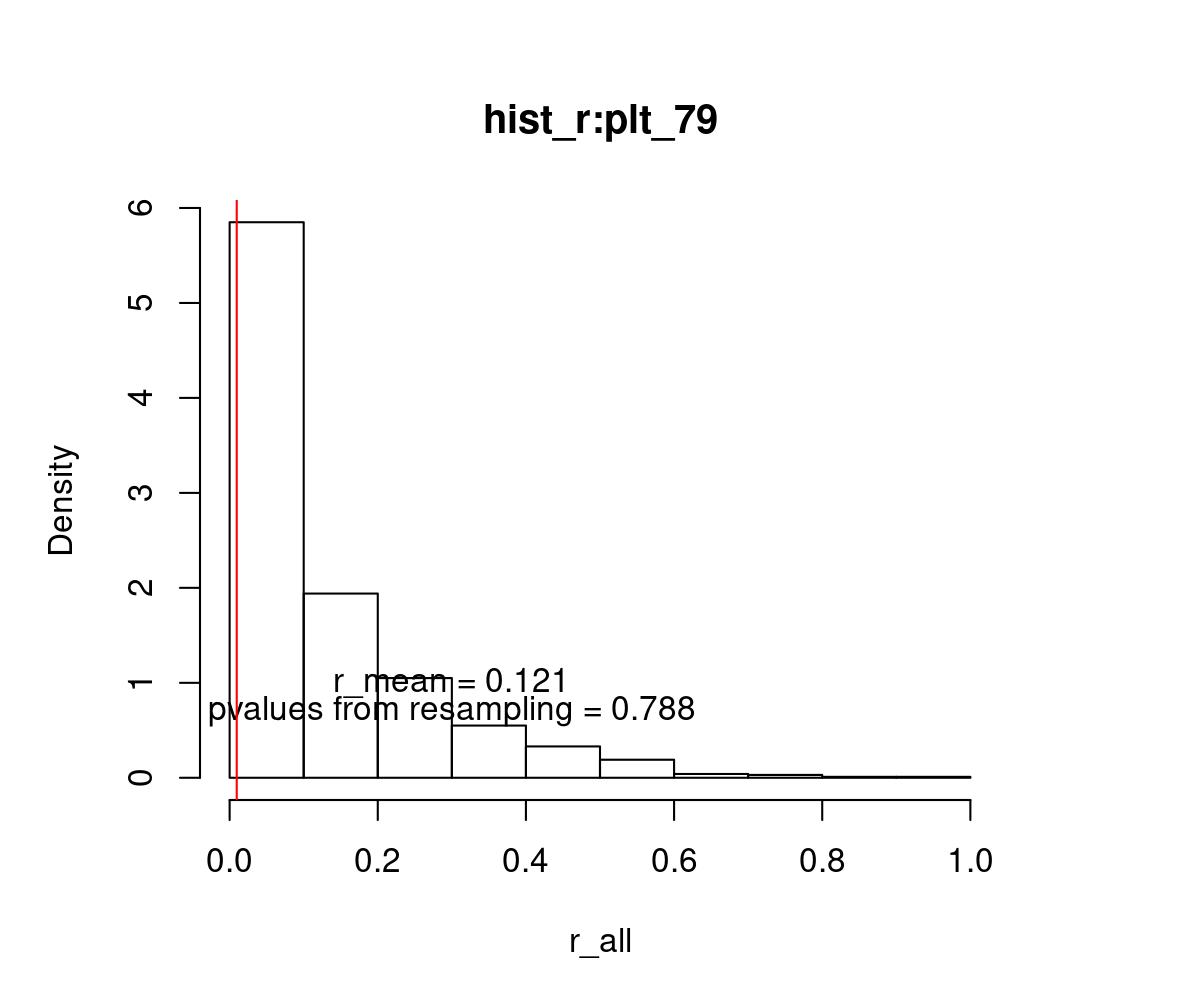 hist_r:plt_79
Density
6
5
4
3
2
1
0
r_mean = 0.121
pvalues from resampling = 0.788
0.0 0.2 0.4 0.6 0.8 1.0
r_all